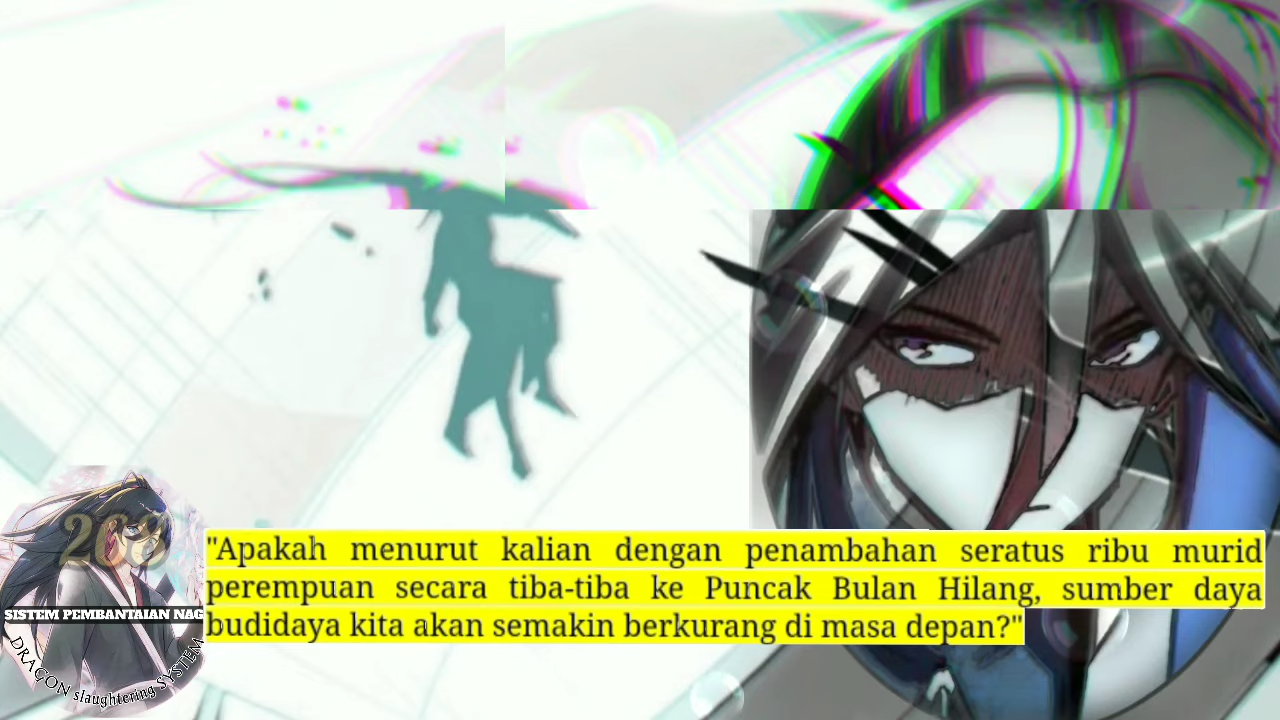 "Apakah menurut kalian dengan penambahan seratus ribu murid
perempuan secara tiba-tiba ke Puncak Bulan Hilang, sumber daya
budidaya kita akan semakin berkurang di masa depan?"
SISTEM PEMBANTAIAN NAG
DRAGON slaughtering SYSTEM